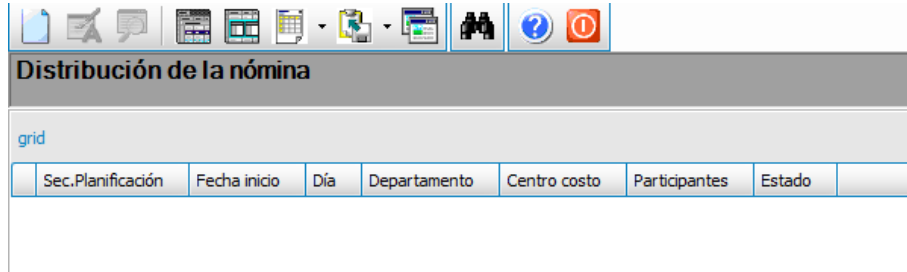 Distribución de la nómina
grid
Sec.Planificación Fecha inicio Día Departamento Centro costo Participantes Estado